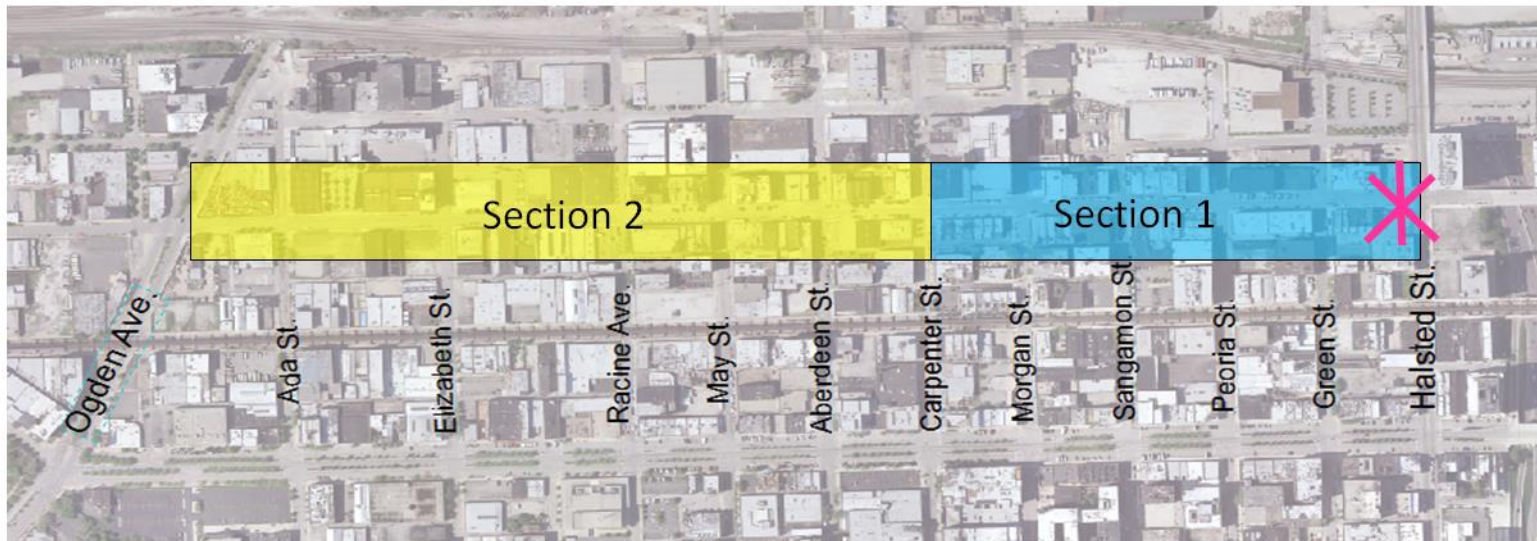 Section 2
Section 1
Ogden Ave.
Ada St.
Elizabeth St.
Racine Ave.
May St.
Aberdeen St.
Carpenter St.
Morgan St.
Sangamon St.
Peoria St.
Green St.
Halsted St.